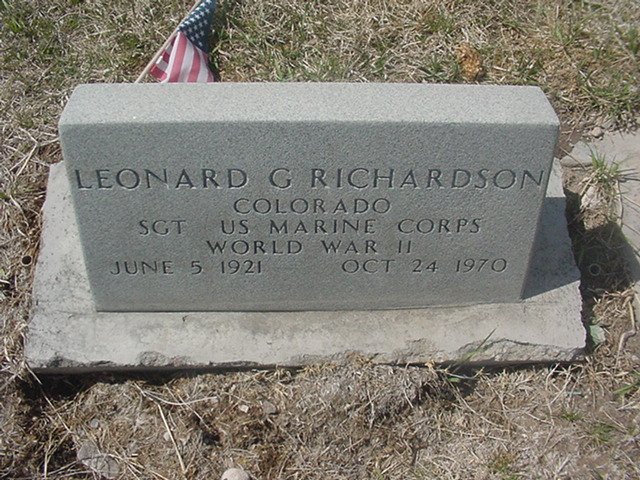 LEONARD G RICHARDSON
COLORADO
SGT US MARINE CORPS
WORLD WAR II
JUNE 5 1921 OCT 24 1970